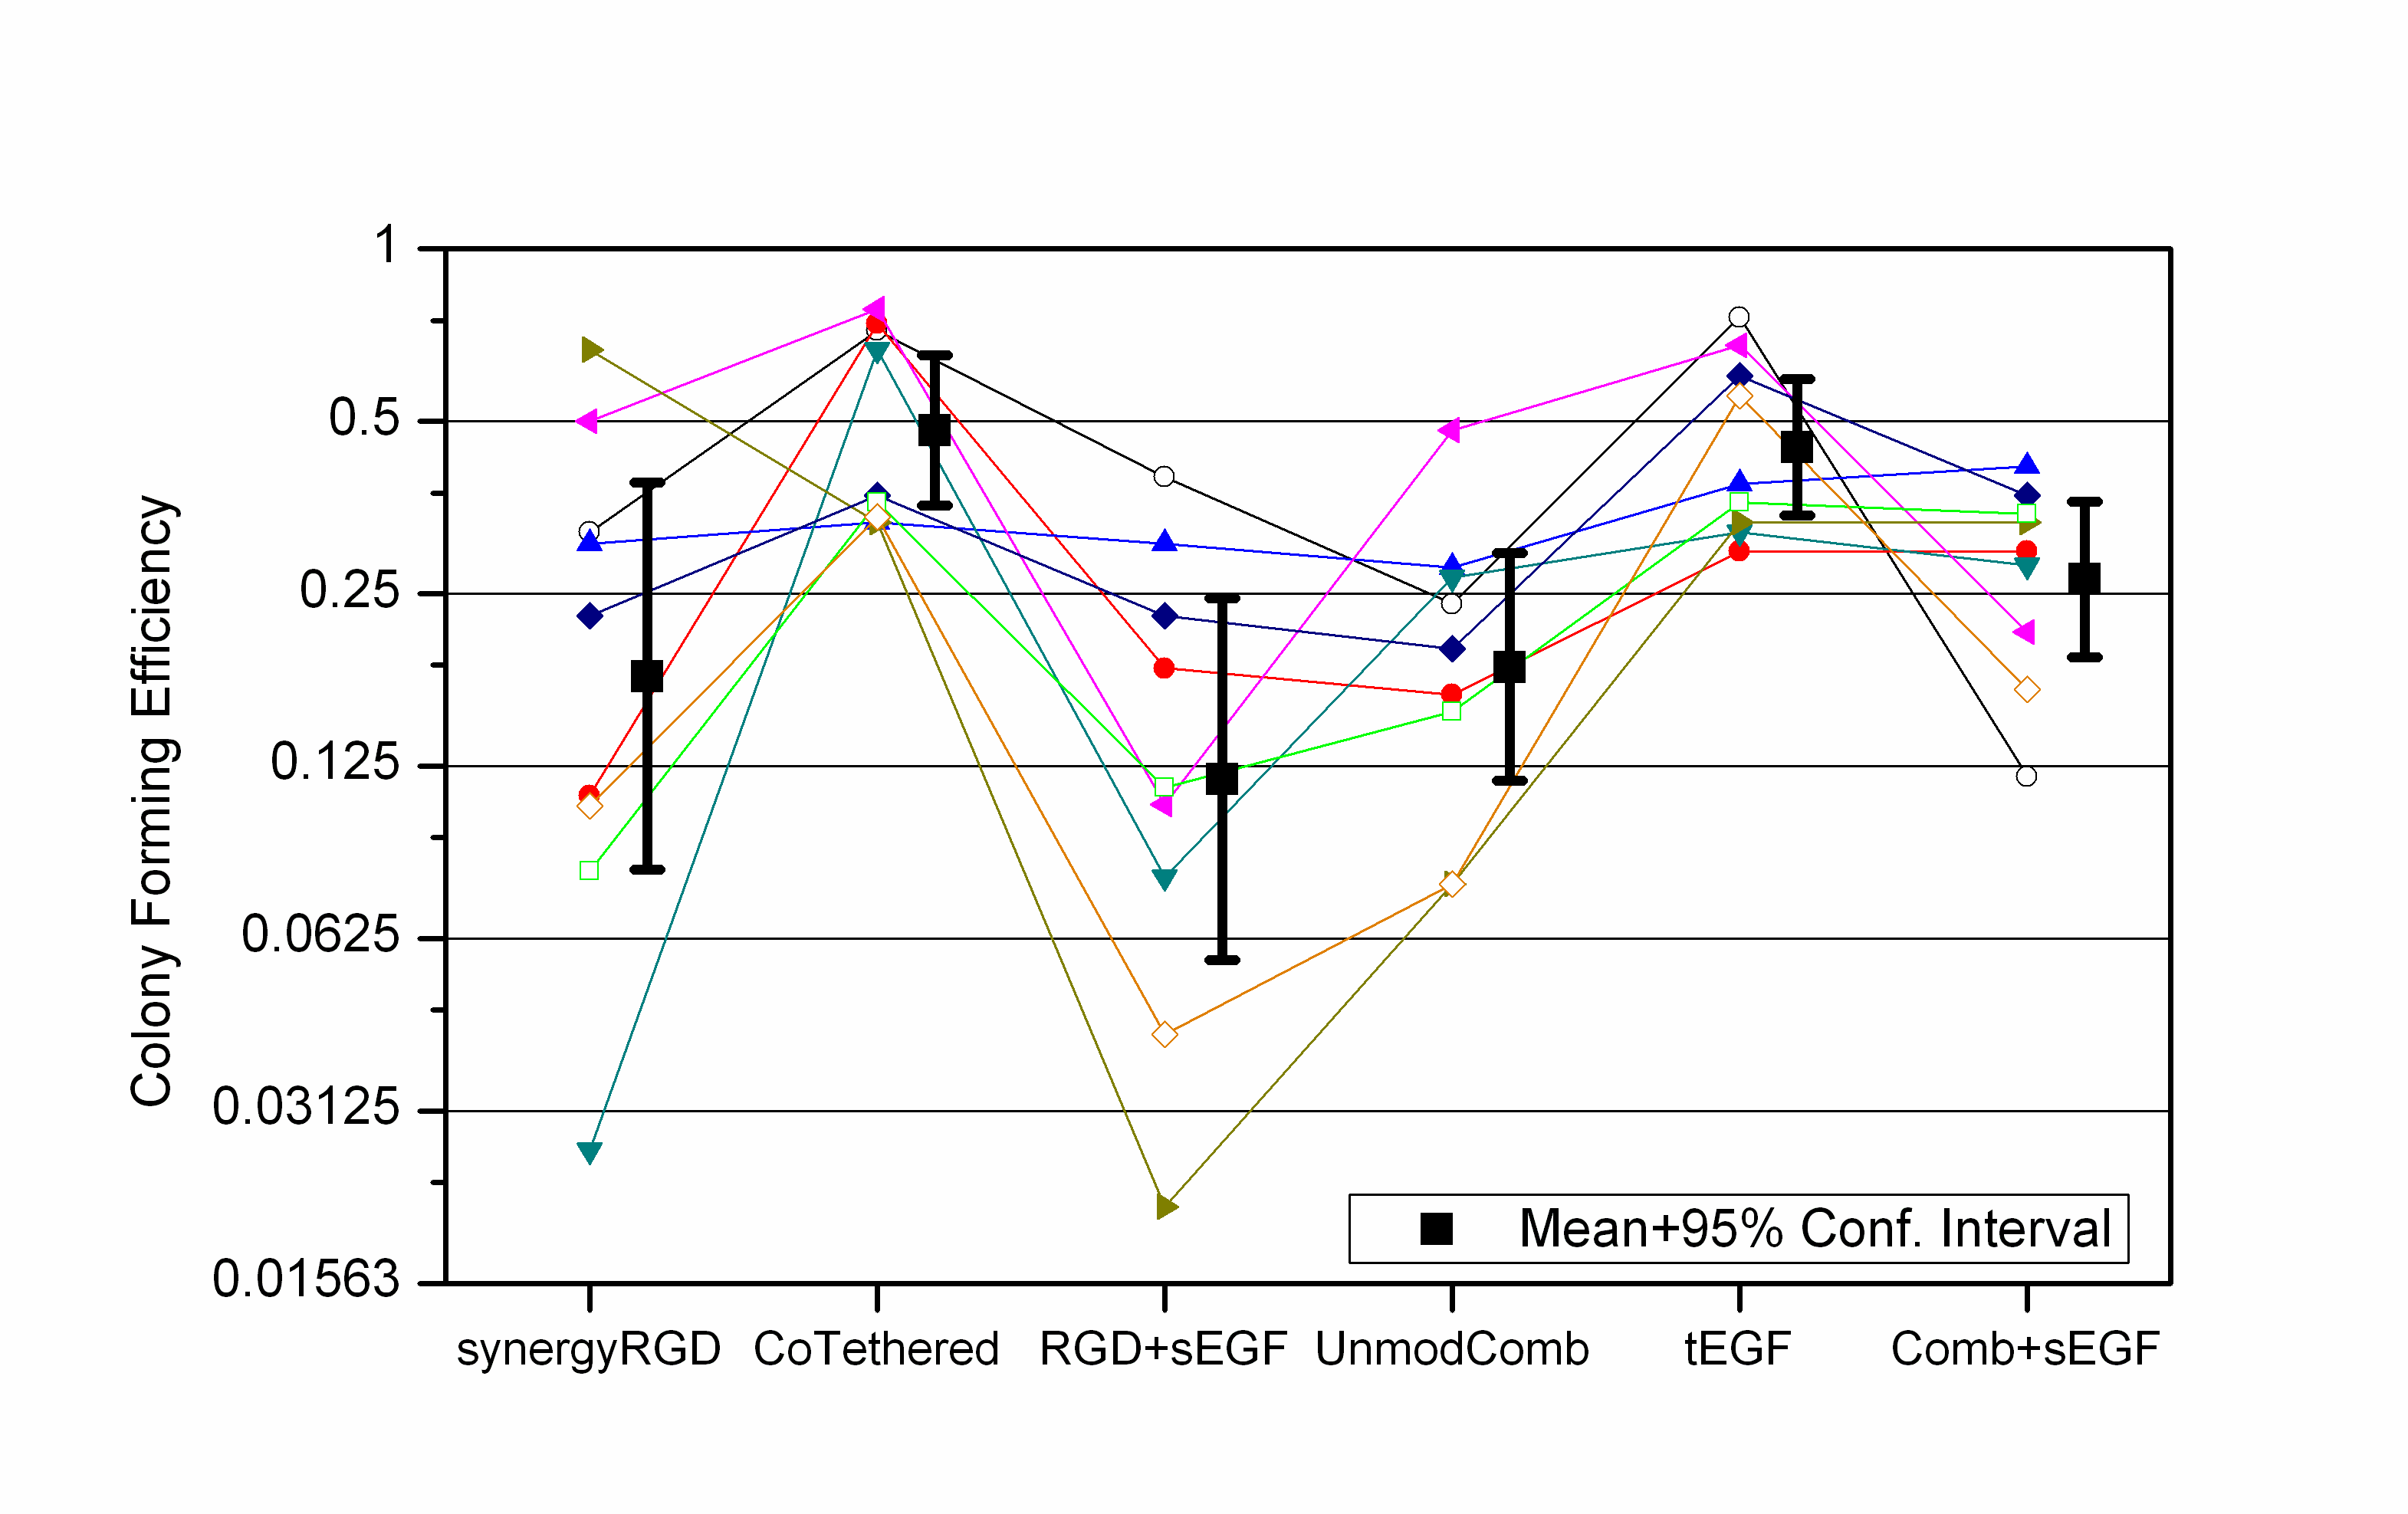 1
0.5
0.25
0.125
0.0625
0.03125
0.01563
Colony Forming Efficiency
Mean+95% Conf. Interval
synergyRGD CoTethered RGD+sEGF UnmodComb tEGF Comb+sEGF